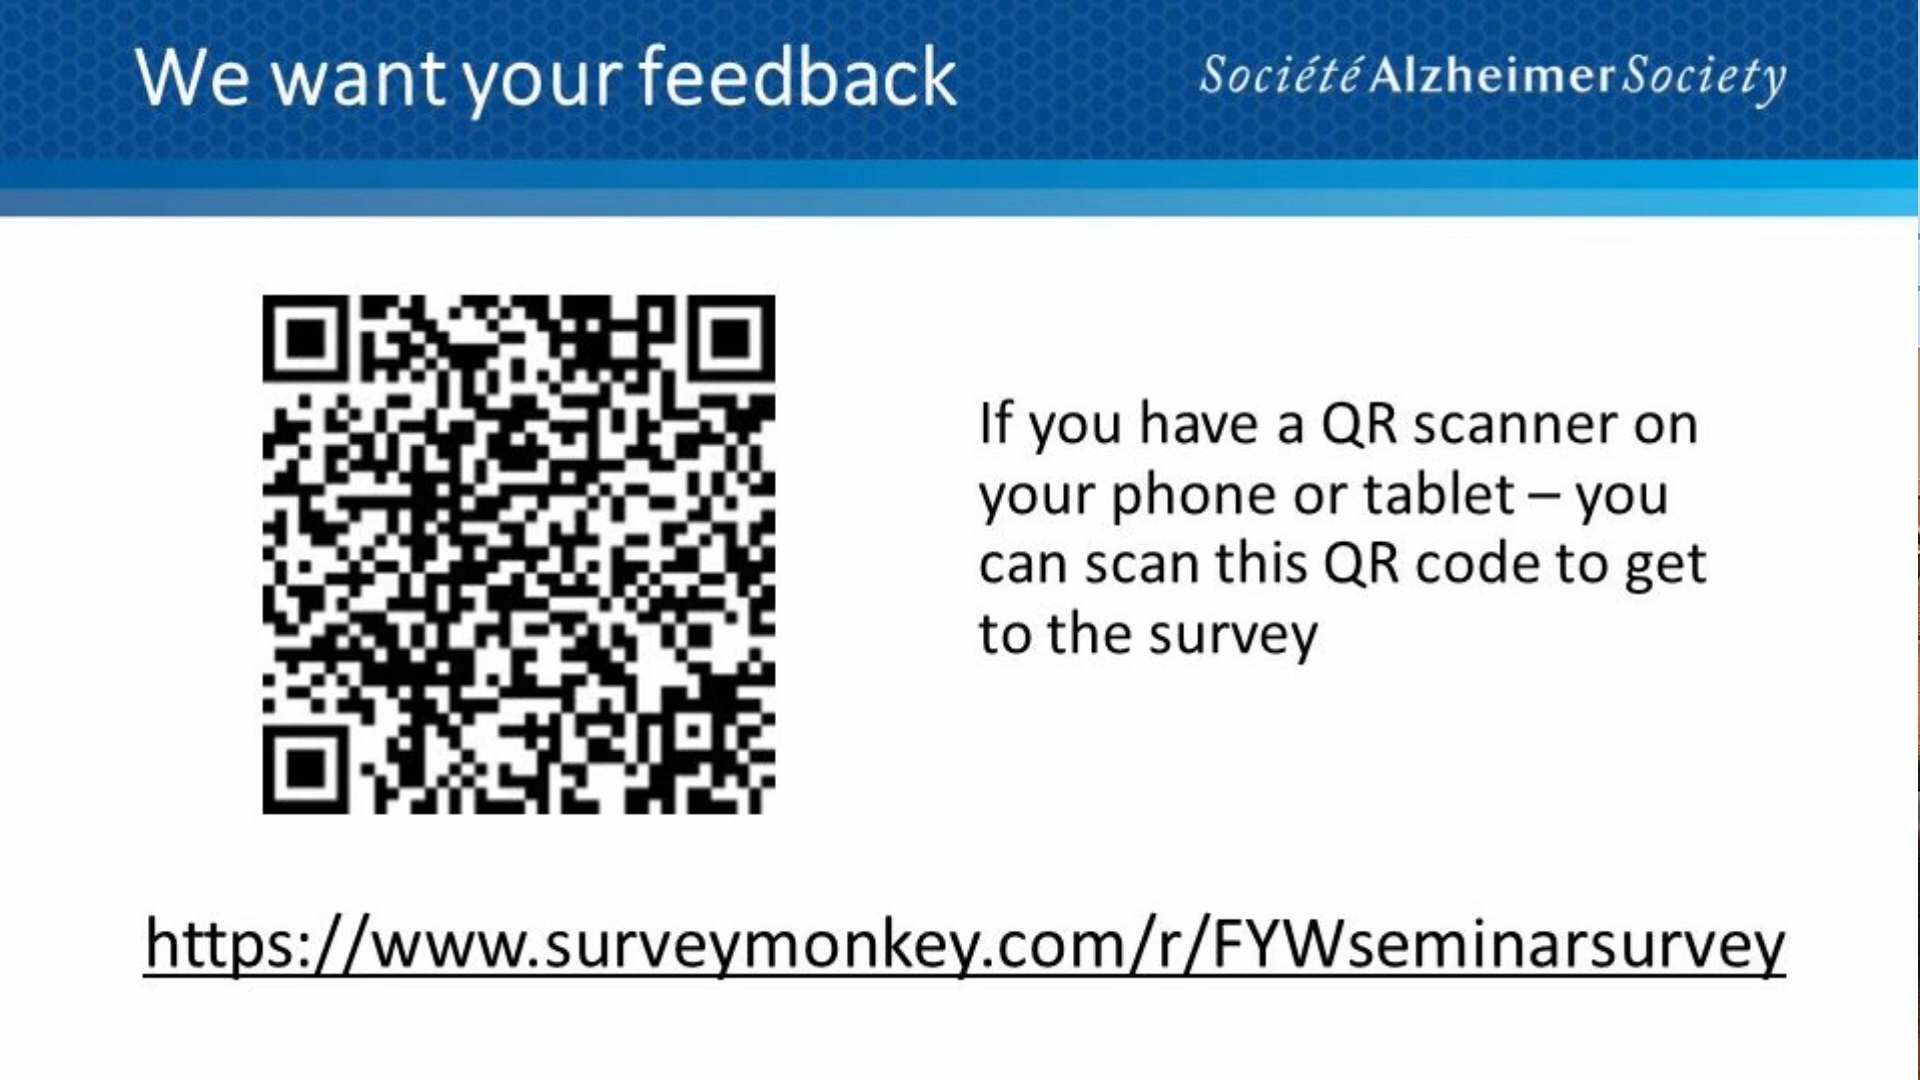 We want your feedback
Société Alzheimer Society
If you have a QR scanner on
your phone or tablet – you
can scan this QR code to get
to the survey
https://www.surveymonkey.com/r/FYWseminarsurvey